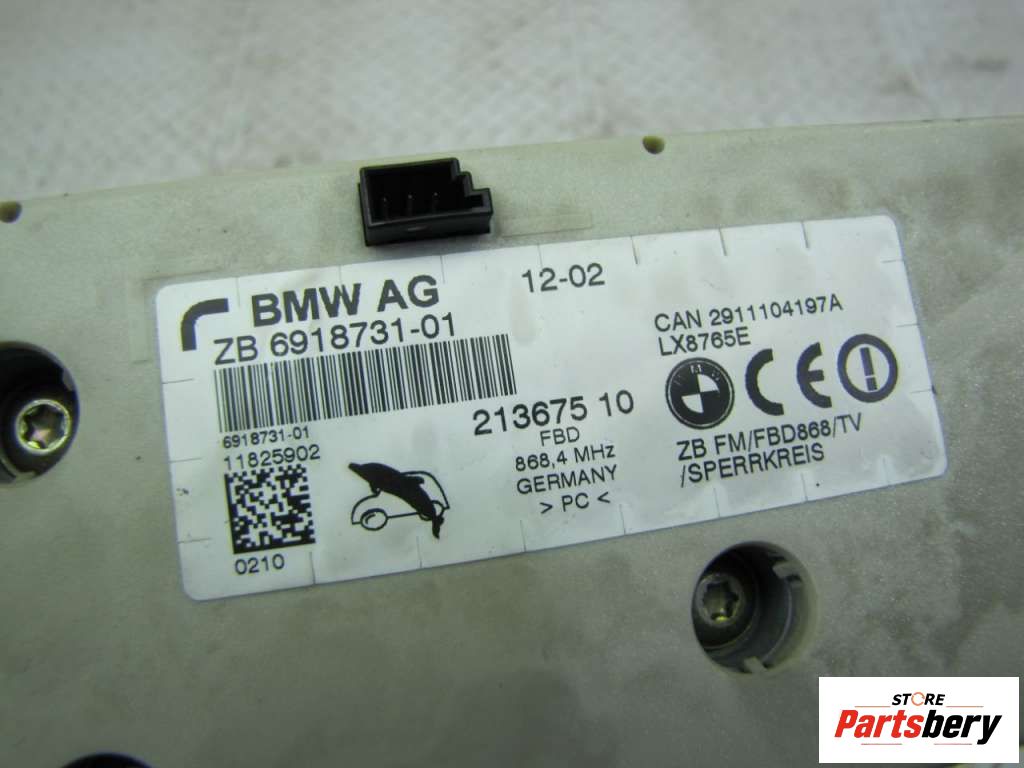 BMW AG
12-02
ZB 6918731-01
CAN 2911104197A
LX8765E
6918731-01
11825902
213675 10
FBD
868,4 MHz
GERMANY
> PC <
ZB FM/FBD868/TV
/SPERRKREIS
0210
STORE
Partsbery